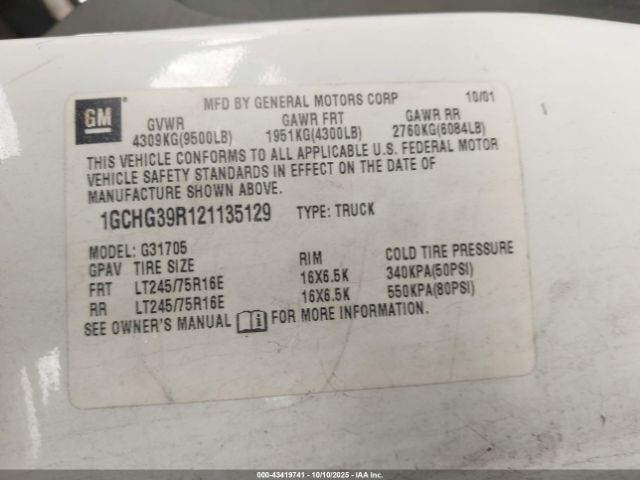 GM
MFD BY GENERAL MOTORS CORP 10/01
GVWR GAWR FRT GAWR RR
4309KG(9500LB) 1951KG(4300LB) 2760KG(6084LB)
THIS VEHICLE CONFORMS TO ALL APPLICABLE U.S. FEDERAL MOTOR
VEHICLE SAFETY STANDARDS IN EFFECT ON THE DATE OF
MANUFACTURE SHOWN ABOVE.
1GCHG39R121135129 TYPE: TRUCK
MODEL: G31705
GPAV TIRE SIZE RIM COLD TIRE PRESSURE
FRT LT245/75R16E 16X6.5K 340KPA(50PSI)
RR LT245/75R16E 16X6.5K 550KPA(80PSI)
SEE OWNER'S MANUAL FOR MORE INFORMATION.
000-43419741 - 10/10/2025 - IAA Inc.